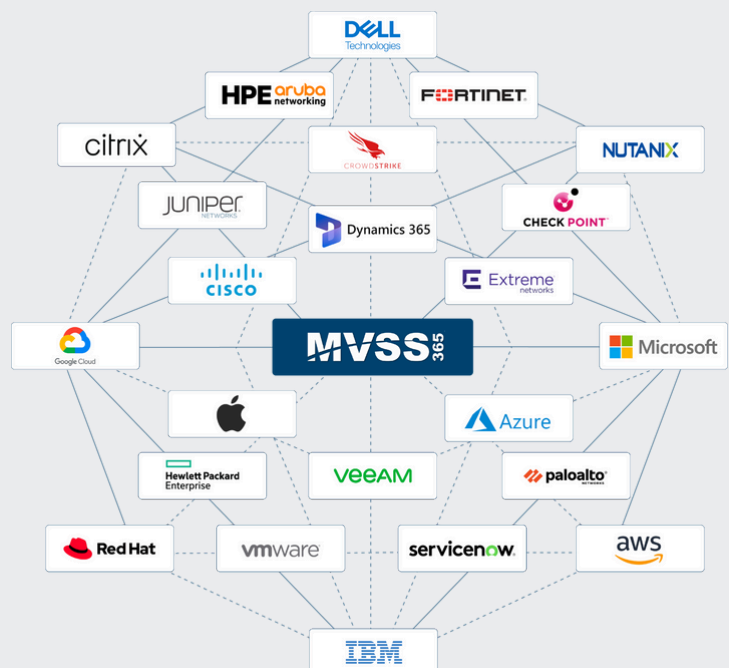 DELL
Technologies
HPE aruba
networking
FORTINET
citrix
CROWDSTRIKE
NUTANIX
JUNIPER
NETWORKS
Dynamics 365
CHECK POINT
CISCO
Extreme
networks
Google Cloud
MVSS 365
Microsoft
Azure
Hewlett Packard
Enterprise
veeam
paloalto
NETWORKS
Red Hat
vmware
servicenow
aws
IBM